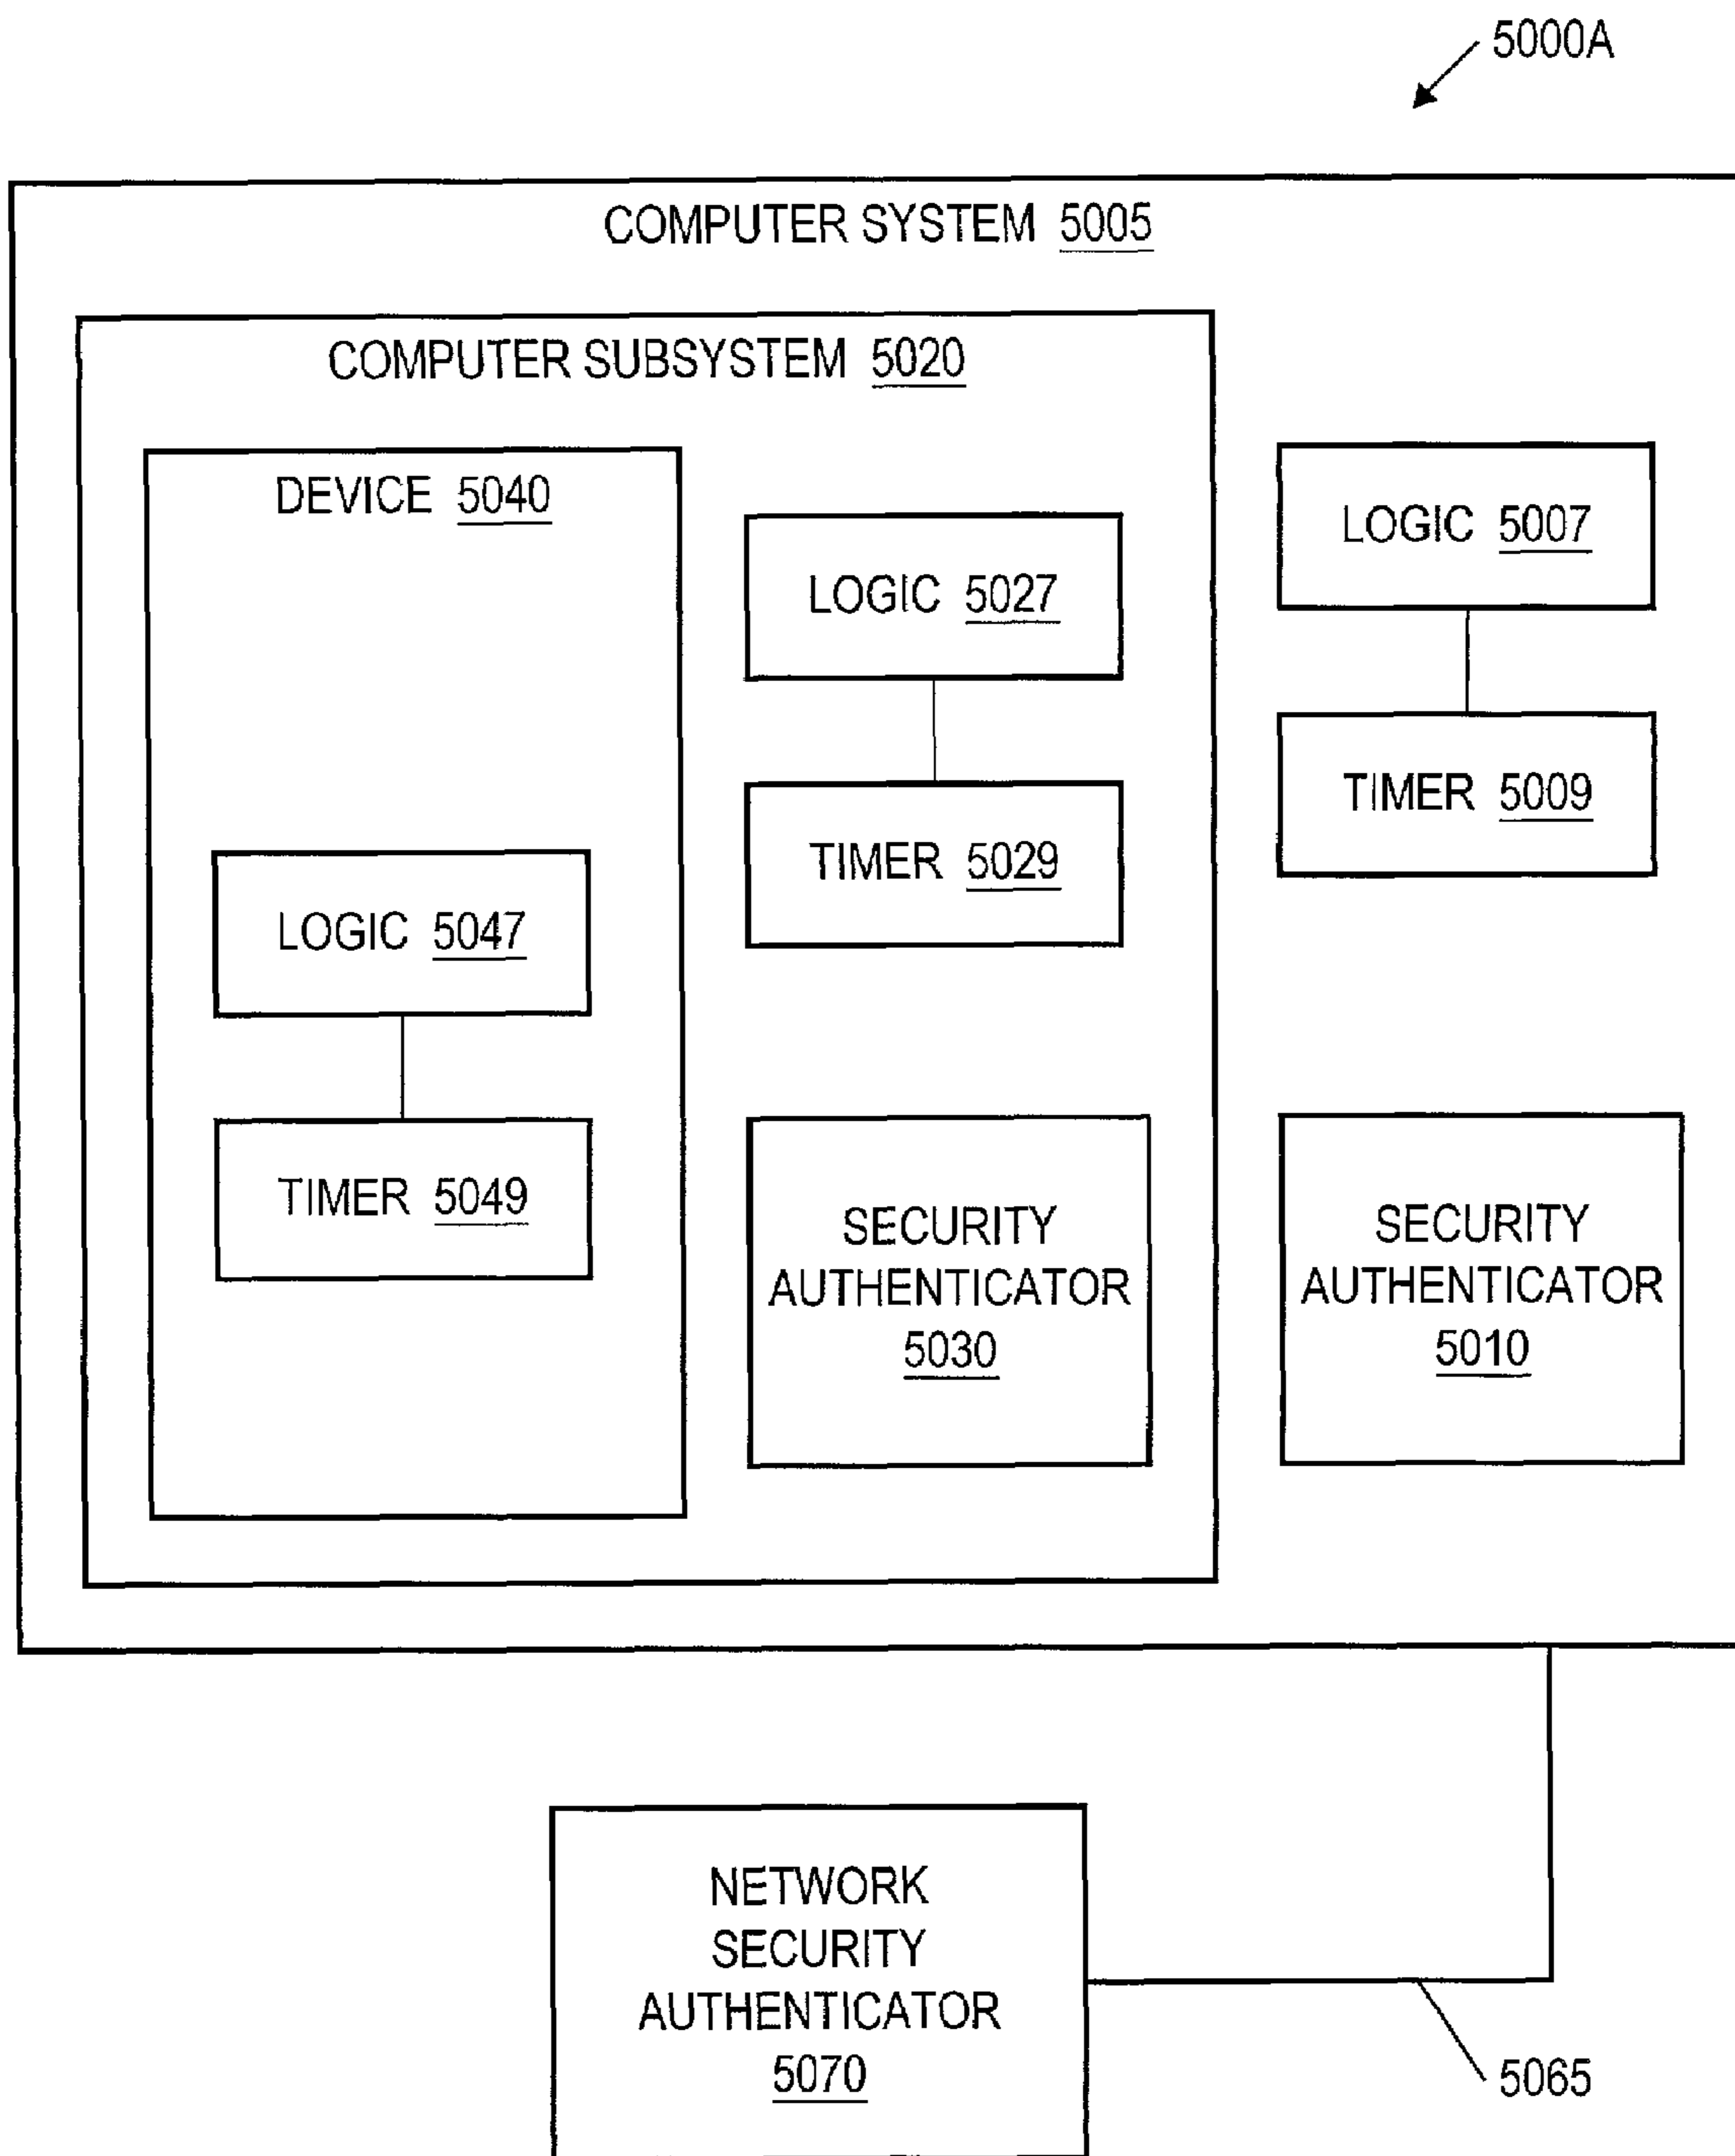 5000A
COMPUTER SYSTEM 5005
COMPUTER SUBSYSTEM 5020
DEVICE 5040
LOGIC 5047
TIMER 5049
LOGIC 5027
TIMER 5029
SECURITY
AUTHENTICATOR
5030
LOGIC 5007
TIMER 5009
SECURITY
AUTHENTICATOR
5010
NETWORK
SECURITY
AUTHENTICATOR
5070
5065